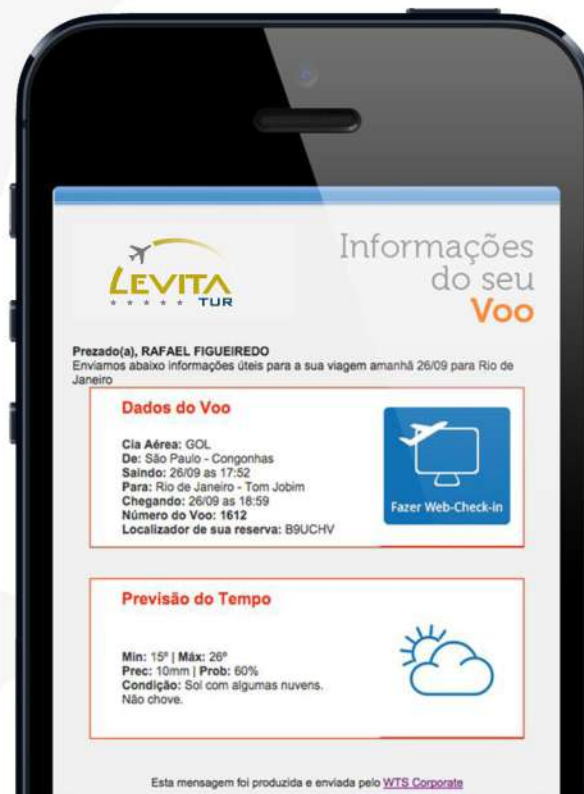 LEVITA
TUR
Informações
do seu
Voo
Prezado(a), RAFAEL FIGUEIREDO
Enviamos abaixo informações úteis para a sua viagem amanhã 26/09 para Rio de
Janeiro
Dados do Voo
Cia Aérea: GOL
De: São Paulo - Congonhas
Saindo: 26/09 as 17:52
Para: Rio de Janeiro - Tom Jobim
Chegando: 26/09 as 18:59
Número do Voo: 1612
Localizador de sua reserva: B9UCHV
Fazer Web-Check-in
Previsão do Tempo
Min: 15º | Máx: 26º
Prec: 10mm | Prob: 60%
Condição: Sol com algumas nuvens.
Não chove.
Esta mensagem foi produzida e enviada pelo WTS Corporate